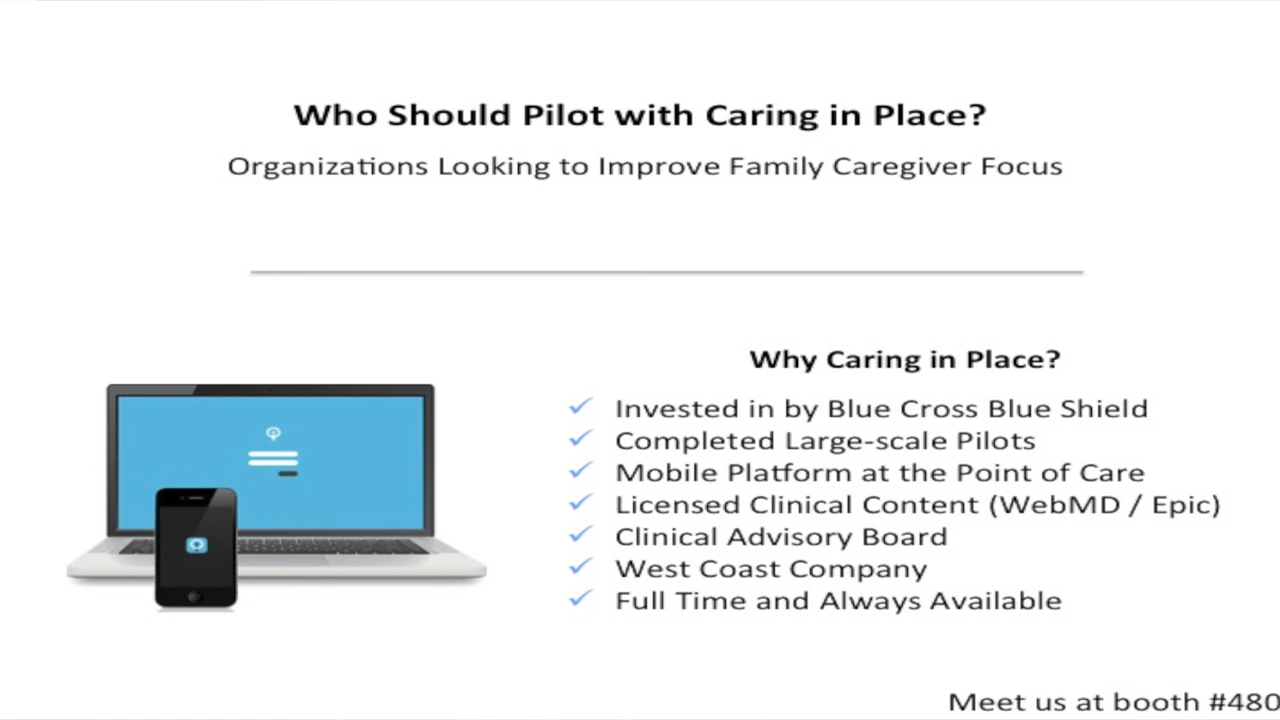 Who Should Pilot with Caring in Place?
Organizations Looking to Improve Family Caregiver Focus
Why Caring in Place?
✓ Invested in by Blue Cross Blue Shield
✓ Completed Large-scale Pilots
✓ Mobile Platform at the Point of Care
✓ Licensed Clinical Content (WebMD / Epic)
✓ Clinical Advisory Board
✓ West Coast Company
✓ Full Time and Always Available
Meet us at booth #480